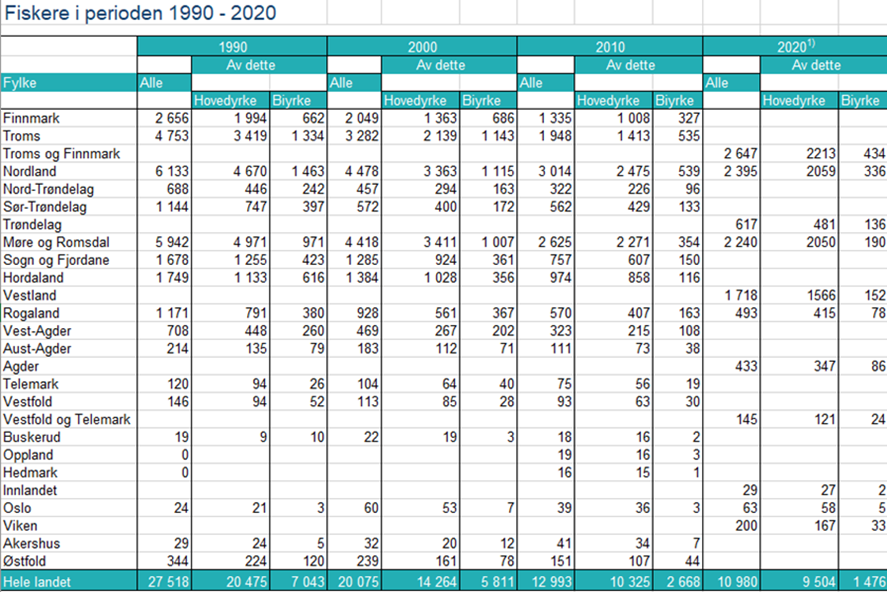 Fiskere i perioden 1990 - 2020
1990 2000 2010 2020¹⁾
Av dette Av dette Av dette Av dette
Fylke Alle Alle Alle Alle
Hovedyrke Biyrke Hovedyrke Biyrke Hovedyrke Biyrke Hovedyrke Biyrke
Finnmark 2 656 1 994 662 2 049 1 363 686 1 335 1 008 327
Troms 4 753 3 419 1 334 3 282 2 139 1 143 1 948 1 413 535
Troms og Finnmark 2 647 2213 434
Nordland 6 133 4 670 1 463 4 478 3 363 1 115 3 014 2 475 539 2 395 2059 336
Nord-Trøndelag 688 446 242 457 294 163 322 226 96
Sør-Trøndelag 1 144 747 397 572 400 172 562 429 133
Trøndelag 617 481 136
Møre og Romsdal 5 942 4 971 971 4 418 3 411 1 007 2 625 2 271 354 2 240 2050 190
Sogn og Fjordane 1 678 1 255 423 1 285 924 361 757 607 150
Hordaland 1 749 1 133 616 1 384 1 028 356 974 858 116
Vestland 1 718 1566 152
Rogaland 1 171 791 380 928 561 367 570 407 163 493 415 78
Vest-Agder 708 448 260 469 267 202 323 215 108
Aust-Agder 214 135 79 183 112 71 111 73 38
Agder 433 347 86
Telemark 120 94 26 104 64 40 75 56 19
Vestfold 146 94 52 113 85 28 93 63 30
Vestfold og Telemark 145 121 24
Buskerud 19 9 10 22 19 3 18 16 2
Oppland 0 19 16 3
Hedmark 0 16 15 1
Innlandet 29 27 2
Oslo 24 21 3 60 53 7 39 36 3 63 58 5
Viken 200 167 33
Akershus 29 24 5 32 20 12 41 34 7
Østfold 344 224 120 239 161 78 151 107 44
Hele landet 27 518 20 475 7 043 20 075 14 264 5 811 12 993 10 325 2 668 10 980 9 504 1 476